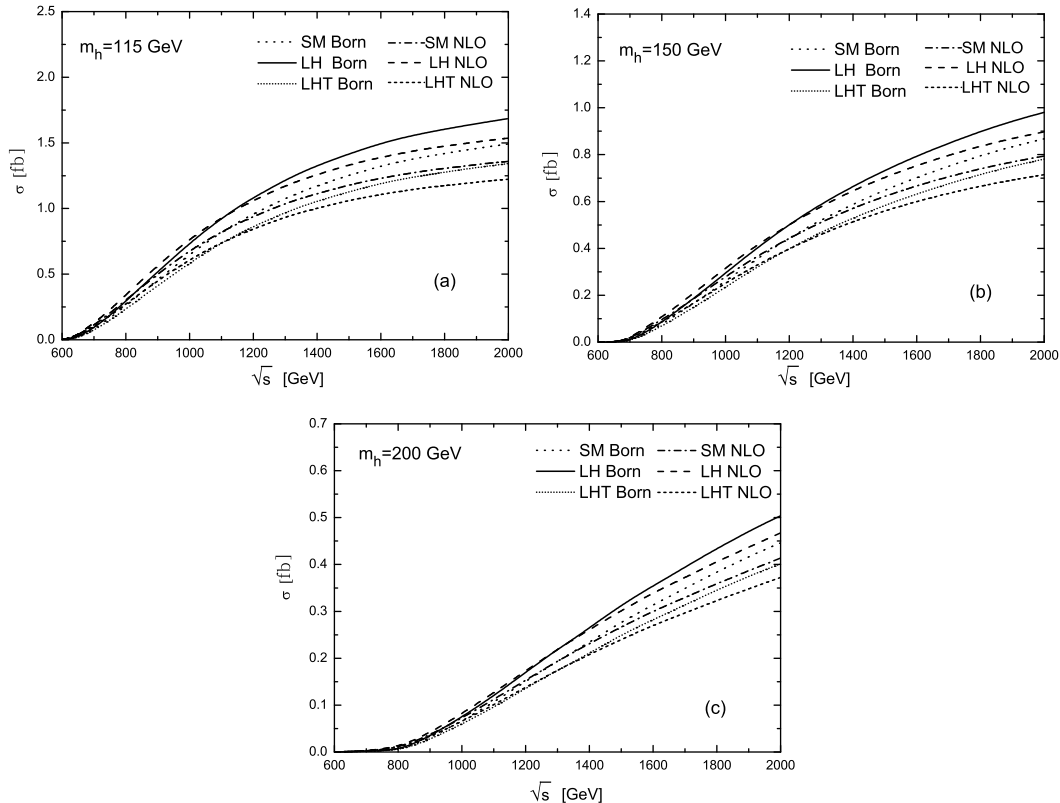 m_h=115 GeV
SM Born SM NLO
LH Born LH NLO
LHT Born LHT NLO
2.5
2.0
1.5
1.0
0.5
0.0
σ [fb]
(a)
600 800 1000 1200 1400 1600 1800 2000
√s [GeV]
m_h=150 GeV
SM Born SM NLO
LH Born LH NLO
LHT Born LHT NLO
1.4
1.2
1.0
0.8
0.6
0.4
0.2
0.0
σ [fb]
(b)
600 800 1000 1200 1400 1600 1800 2000
√s [GeV]
m_h=200 GeV
SM Born SM NLO
LH Born LH NLO
LHT Born LHT NLO
0.7
0.6
0.5
0.4
0.3
0.2
0.1
0.0
σ [fb]
(c)
600 800 1000 1200 1400 1600 1800 2000
√s [GeV]